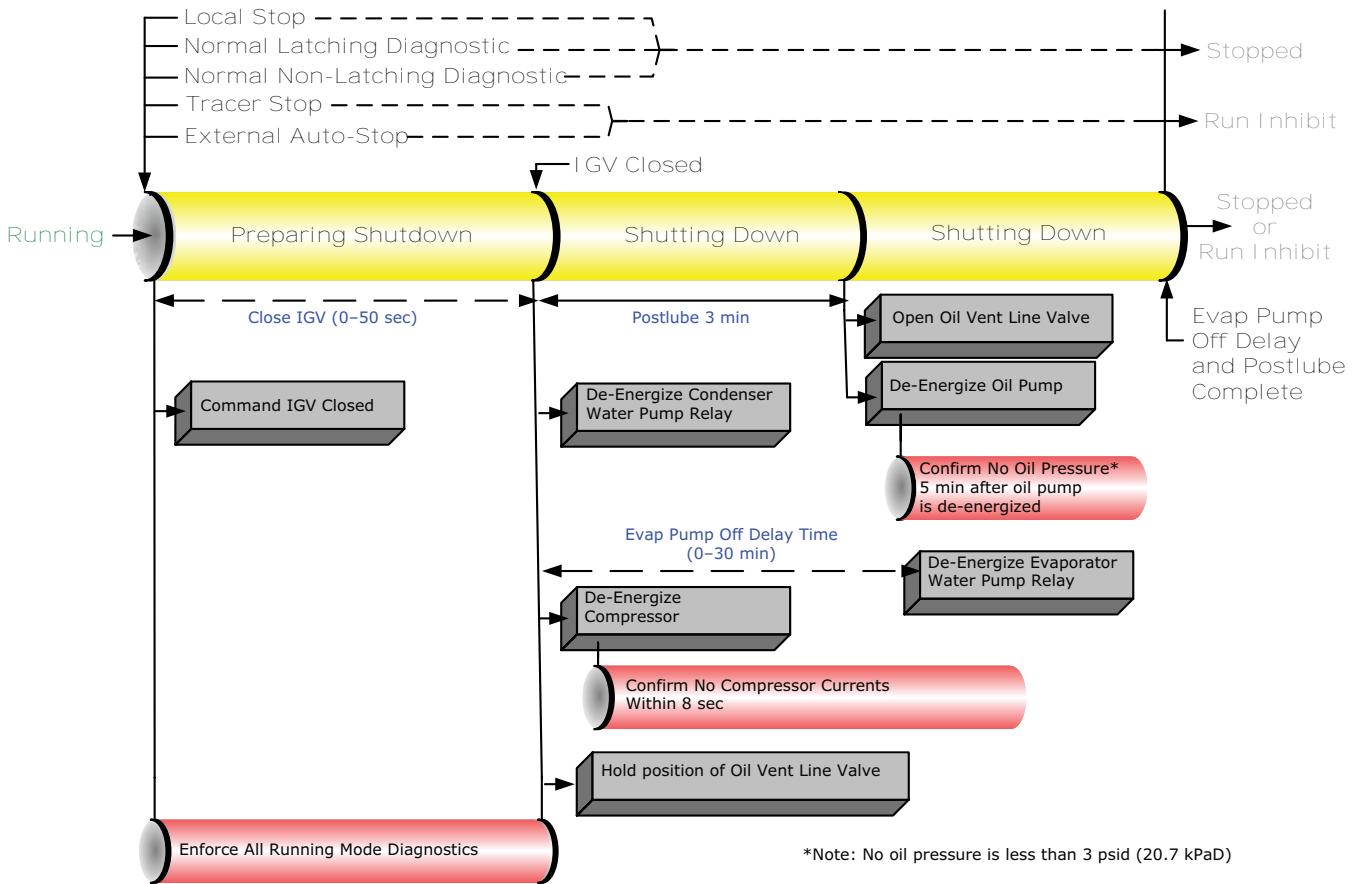 Local Stop
Normal Latching Diagnostic
Normal Non-Latching Diagnostic
Stopped
Tracer Stop
External Auto-Stop
Run Inhibit
IGV Closed
Running
Preparing Shutdown
Shutting Down
Shutting Down
Stopped
or
Run Inhibit
Close IGV (0–50 sec)
Postlube 3 min
Open Oil Vent Line Valve
Evap Pump
Off Delay
and Postlube
Complete
Command IGV Closed
De-Energize Condenser
Water Pump Relay
De-Energize Oil Pump
Confirm No Oil Pressure*
5 min after oil pump
is de-energized
Evap Pump Off Delay Time
(0–30 min)
De-Energize Evaporator
Water Pump Relay
De-Energize
Compressor
Confirm No Compressor Currents
Within 8 sec
Hold position of Oil Vent Line Valve
Enforce All Running Mode Diagnostics
*Note: No oil pressure is less than 3 psid (20.7 kPaD)